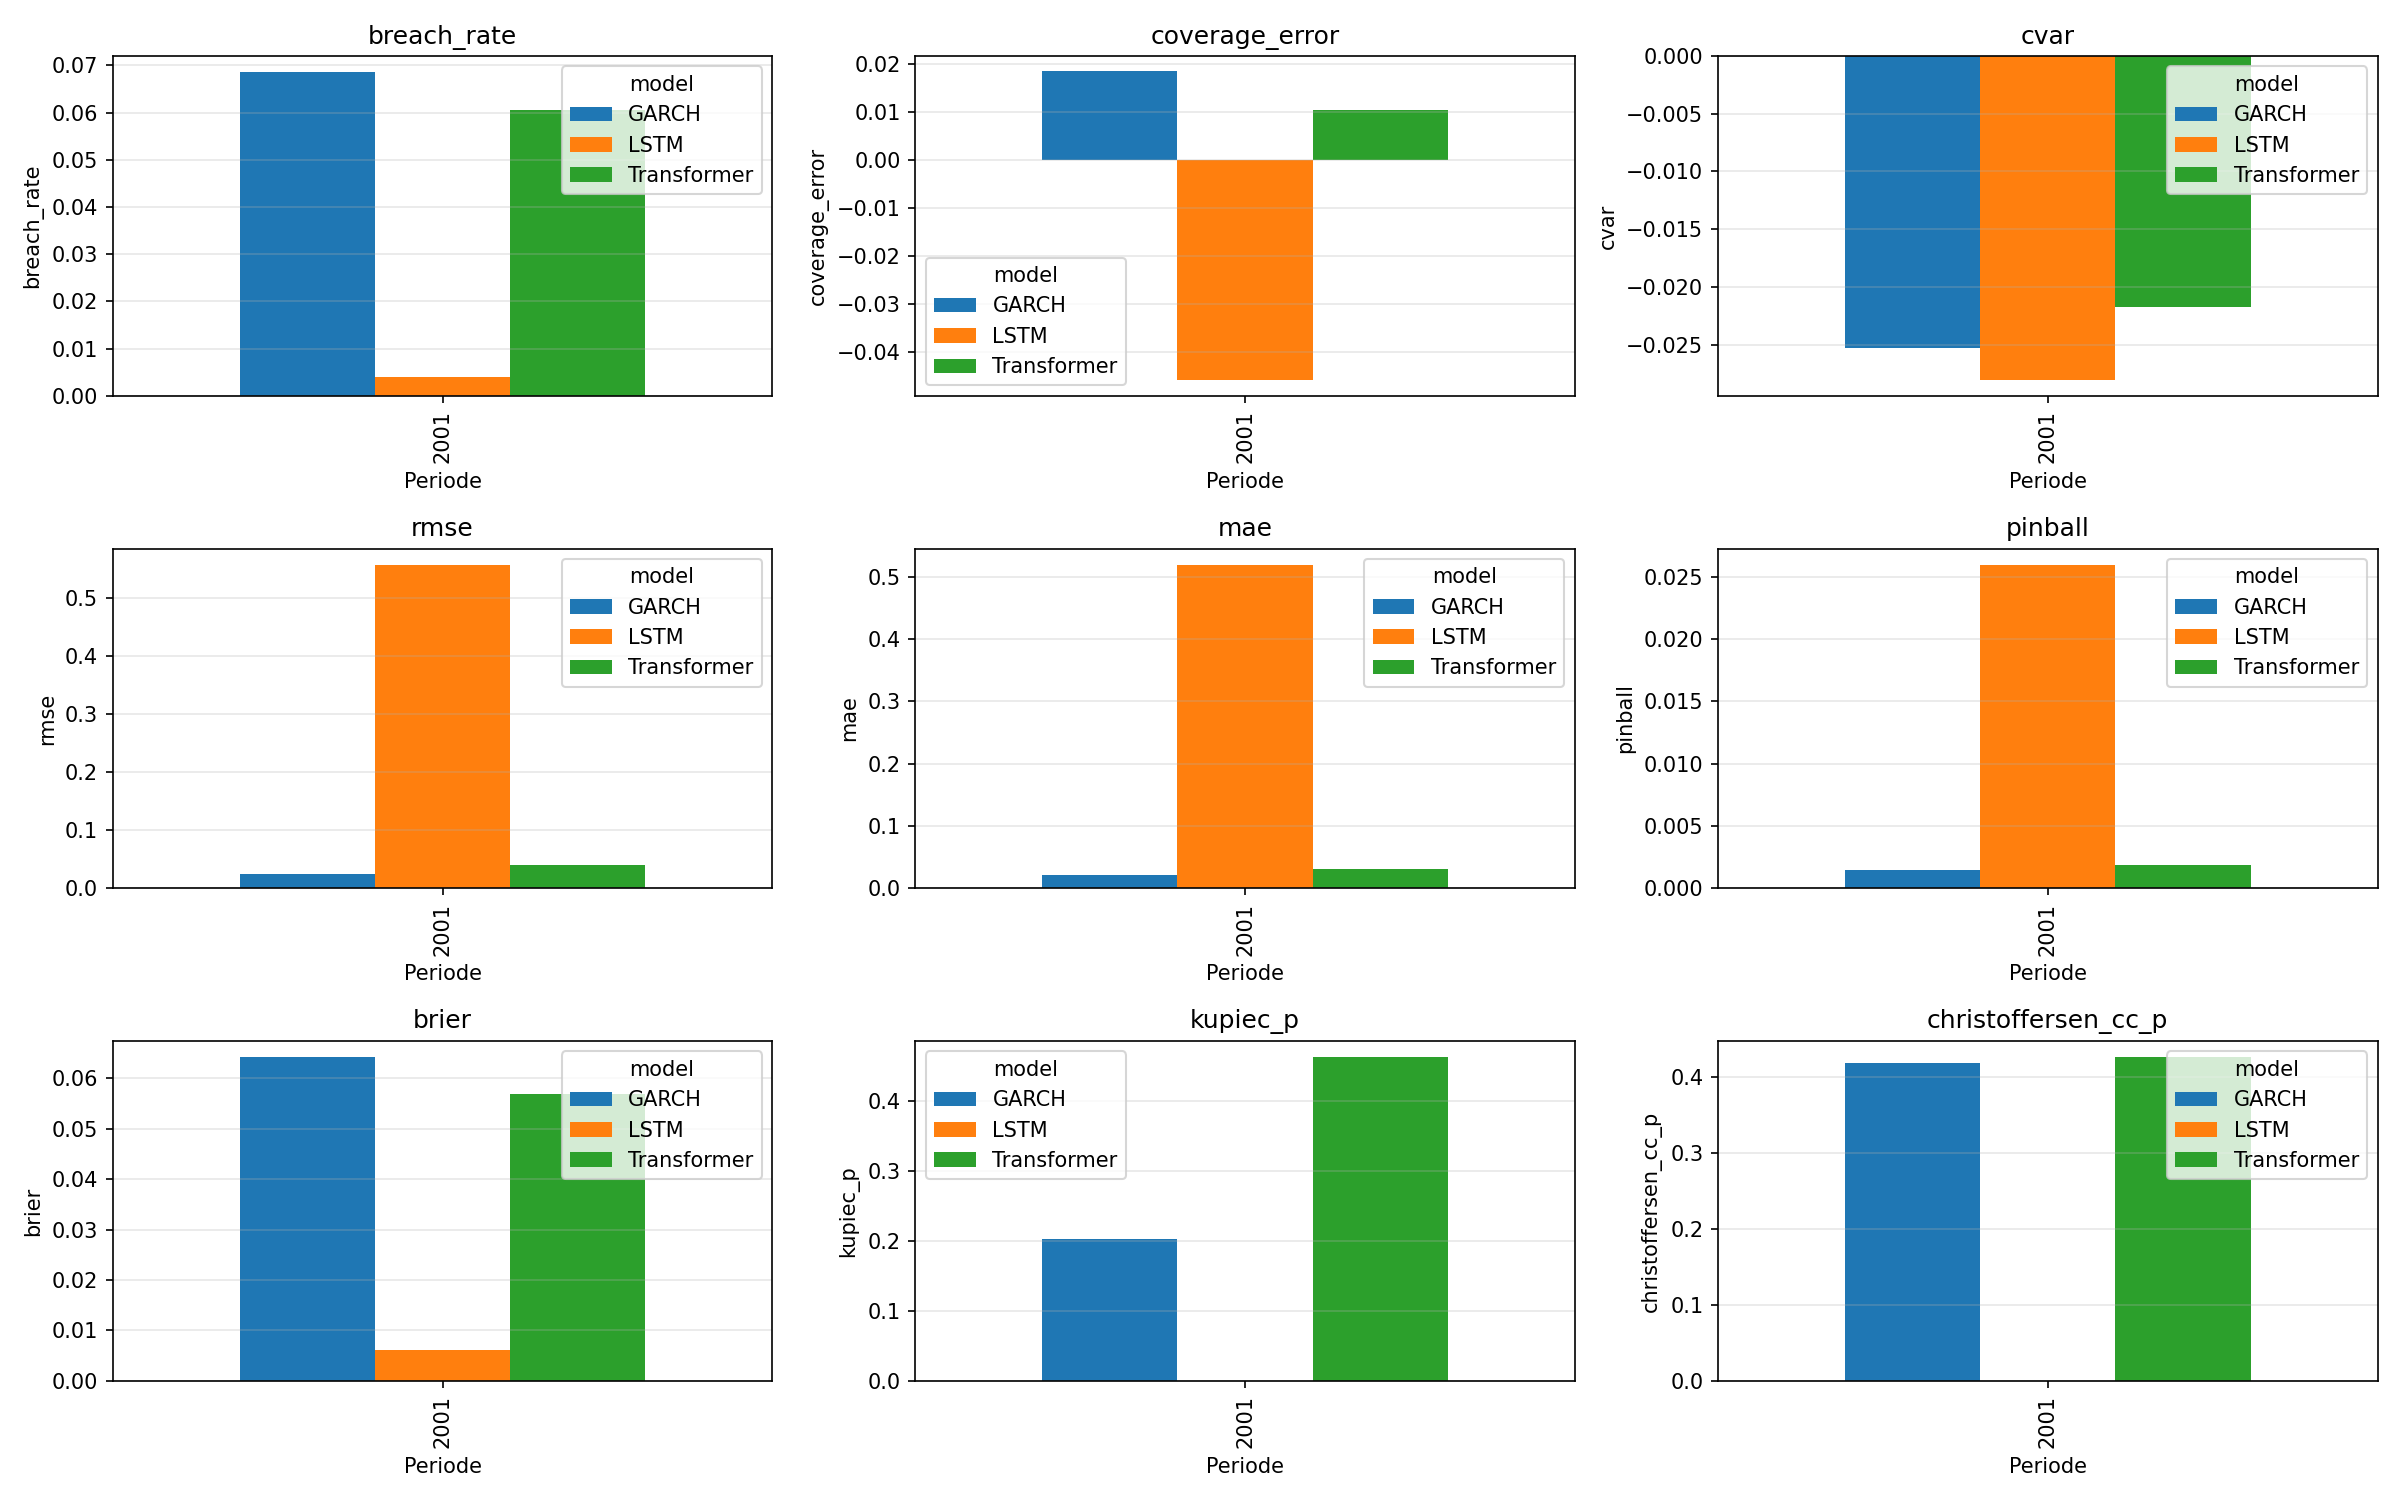 breach_rate
0.07
0.06
0.05
0.04
0.03
0.02
0.01
0.00
breach_rate
model
GARCH
LSTM
Transformer
2001
Periode
coverage_error
0.02
0.01
0.00
−0.01
−0.02
−0.03
−0.04
coverage_error
model
GARCH
LSTM
Transformer
2001
Periode
cvar
0.000
−0.005
−0.010
−0.015
−0.020
−0.025
cvar
model
GARCH
LSTM
Transformer
2001
Periode
rmse
0.5
0.4
0.3
0.2
0.1
0.0
rmse
model
GARCH
LSTM
Transformer
2001
Periode
mae
0.5
0.4
0.3
0.2
0.1
0.0
mae
model
GARCH
LSTM
Transformer
2001
Periode
pinball
0.025
0.020
0.015
0.010
0.005
0.000
pinball
model
GARCH
LSTM
Transformer
2001
Periode
brier
0.06
0.05
0.04
0.03
0.02
0.01
0.00
brier
model
GARCH
LSTM
Transformer
2001
Periode
kupiec_p
0.4
0.3
0.2
0.1
0.0
kupiec_p
model
GARCH
LSTM
Transformer
2001
Periode
christoffersen_cc_p
0.4
0.3
0.2
0.1
0.0
christoffersen_cc_p
model
GARCH
LSTM
Transformer
2001
Periode